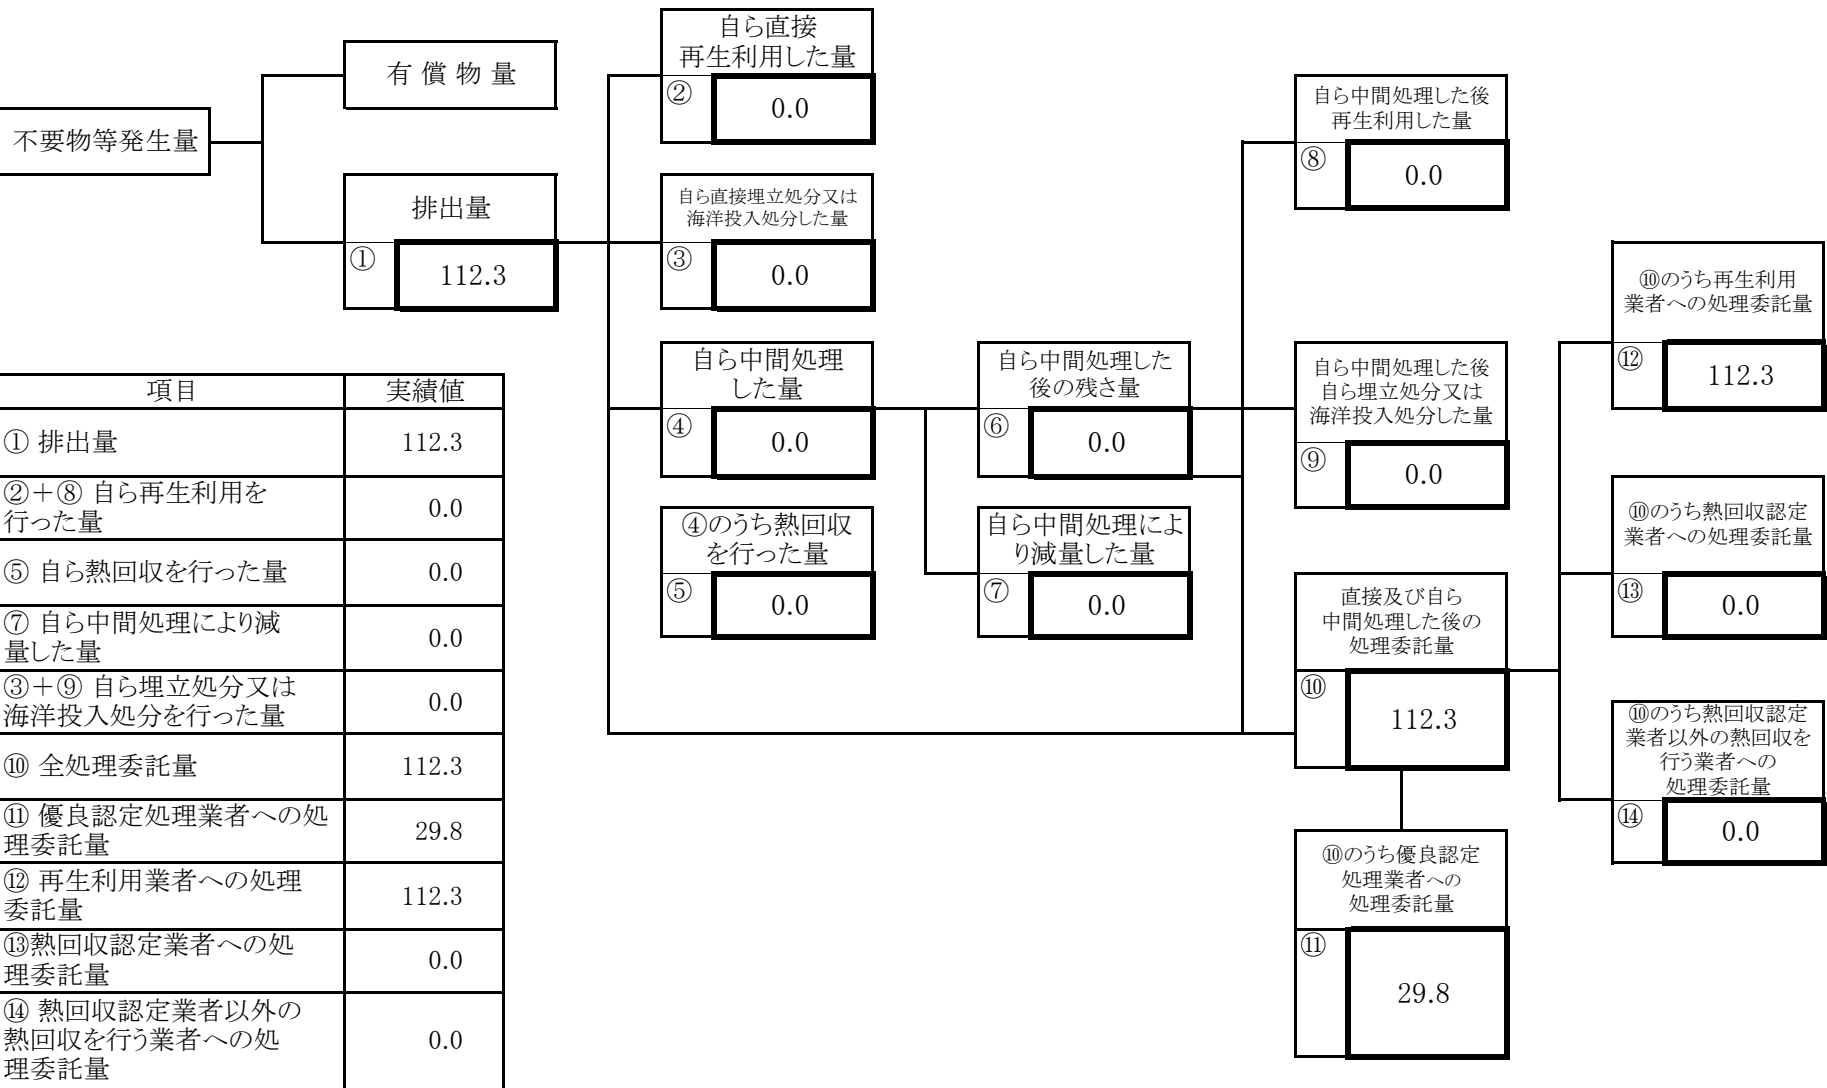 自ら直接
再生利用した量
②
0.0
有 償 物 量
不要物等発生量
排出量
①
112.3
自ら直接埋立処分又は
海洋投入処分した量
③
0.0
自ら中間処理
した量
④
0.0
④のうち熱回収
を行った量
⑤
0.0
自ら中間処理した
後の残さ量
⑥
0.0
自ら中間処理によ
り減量した量
⑦
0.0
自ら中間処理した後
再生利用した量
⑧
0.0
自ら中間処理した後
自ら埋立処分又は
海洋投入処分した量
⑨
0.0
直接及び自ら
中間処理した後の
処理委託量
⑩
112.3
⑩のうち優良認定
処理業者への
処理委託量
⑪
29.8
⑩のうち再生利用
業者への処理委託量
⑫
112.3
⑩のうち熱回収認定
業者への処理委託量
⑬
0.0
⑩のうち熱回収認定
業者以外の熱回収を
行う業者への
処理委託量
⑭
0.0
項目 実績値
① 排出量 112.3
②＋⑧ 自ら再生利用を
行った量 0.0
⑤ 自ら熱回収を行った量 0.0
⑦ 自ら中間処理により減
量した量 0.0
③＋⑨ 自ら埋立処分又は
海洋投入処分を行った量 0.0
⑩ 全処理委託量 112.3
⑪ 優良認定処理業者への処
理委託量 29.8
⑫ 再生利用業者への処理
委託量 112.3
⑬熱回収認定業者への処
理委託量 0.0
⑭ 熱回収認定業者以外の
熱回収を行う業者への処
理委託量 0.0